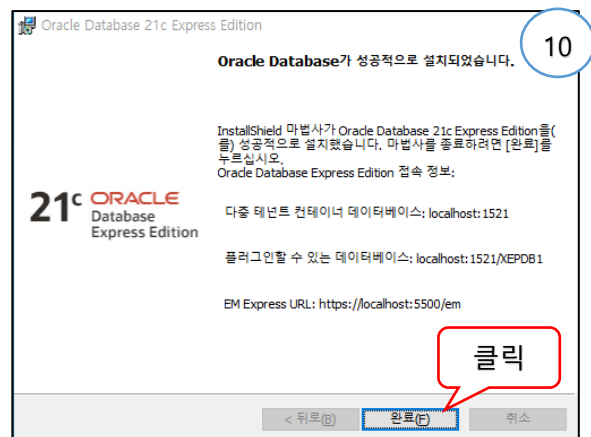 Oracle Database 21c Express Edition
10
Oracle Database가 성공적으로 설치되었습니다.
InstallShield 마법사가 Oracle Database 21c Express Edition을(
를) 성공적으로 설치했습니다. 마법사를 종료하려면 [완료]를
누르십시오.
Oracle Database Express Edition 접속 정보:
21c ORACLE
Database
Express Edition
다중 테넌트 컨테이너 데이터베이스: localhost:1521
플러그인할 수 있는 데이터베이스: localhost:1521/XEPDB1
EM Express URL: https://localhost:5500/em
클릭
< 뒤로(B)
완료(F)
취소